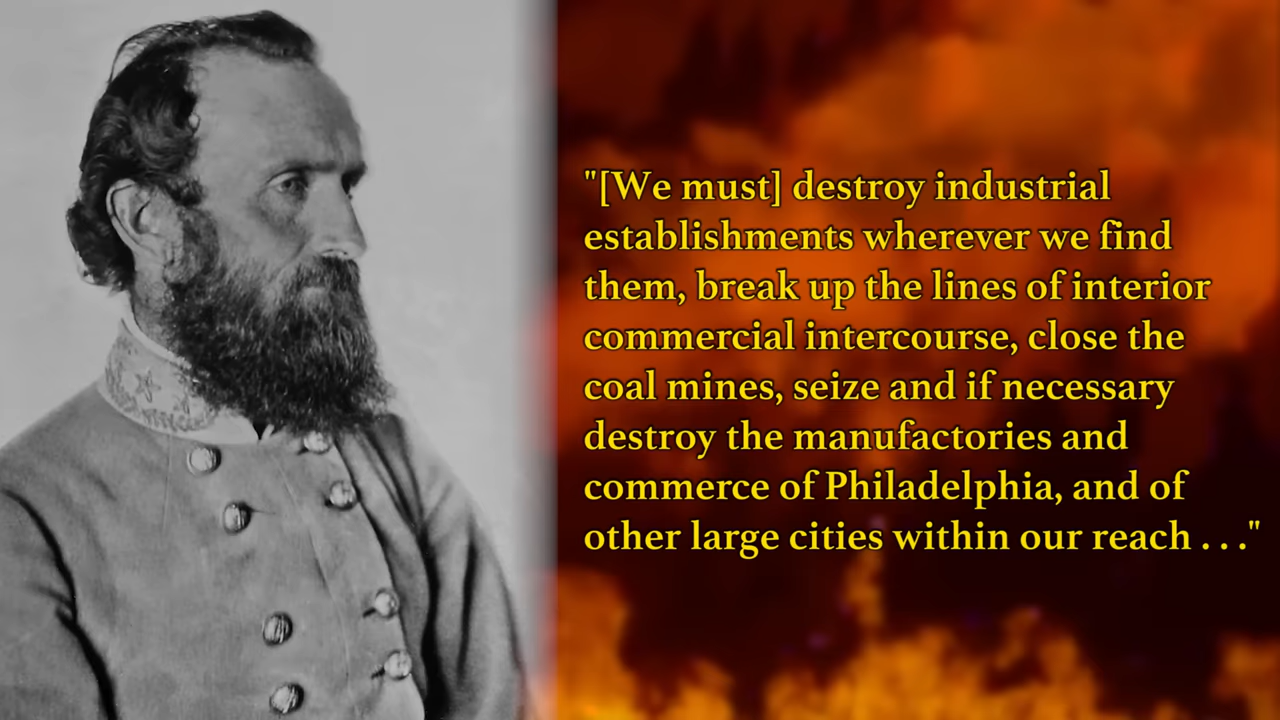 "[We must] destroy industrial
establishments wherever we find
them, break up the lines of interior
commercial intercourse, close the
coal mines, seize and if necessary
destroy the manufactories and
commerce of Philadelphia, and of
other large cities within our reach . . ."